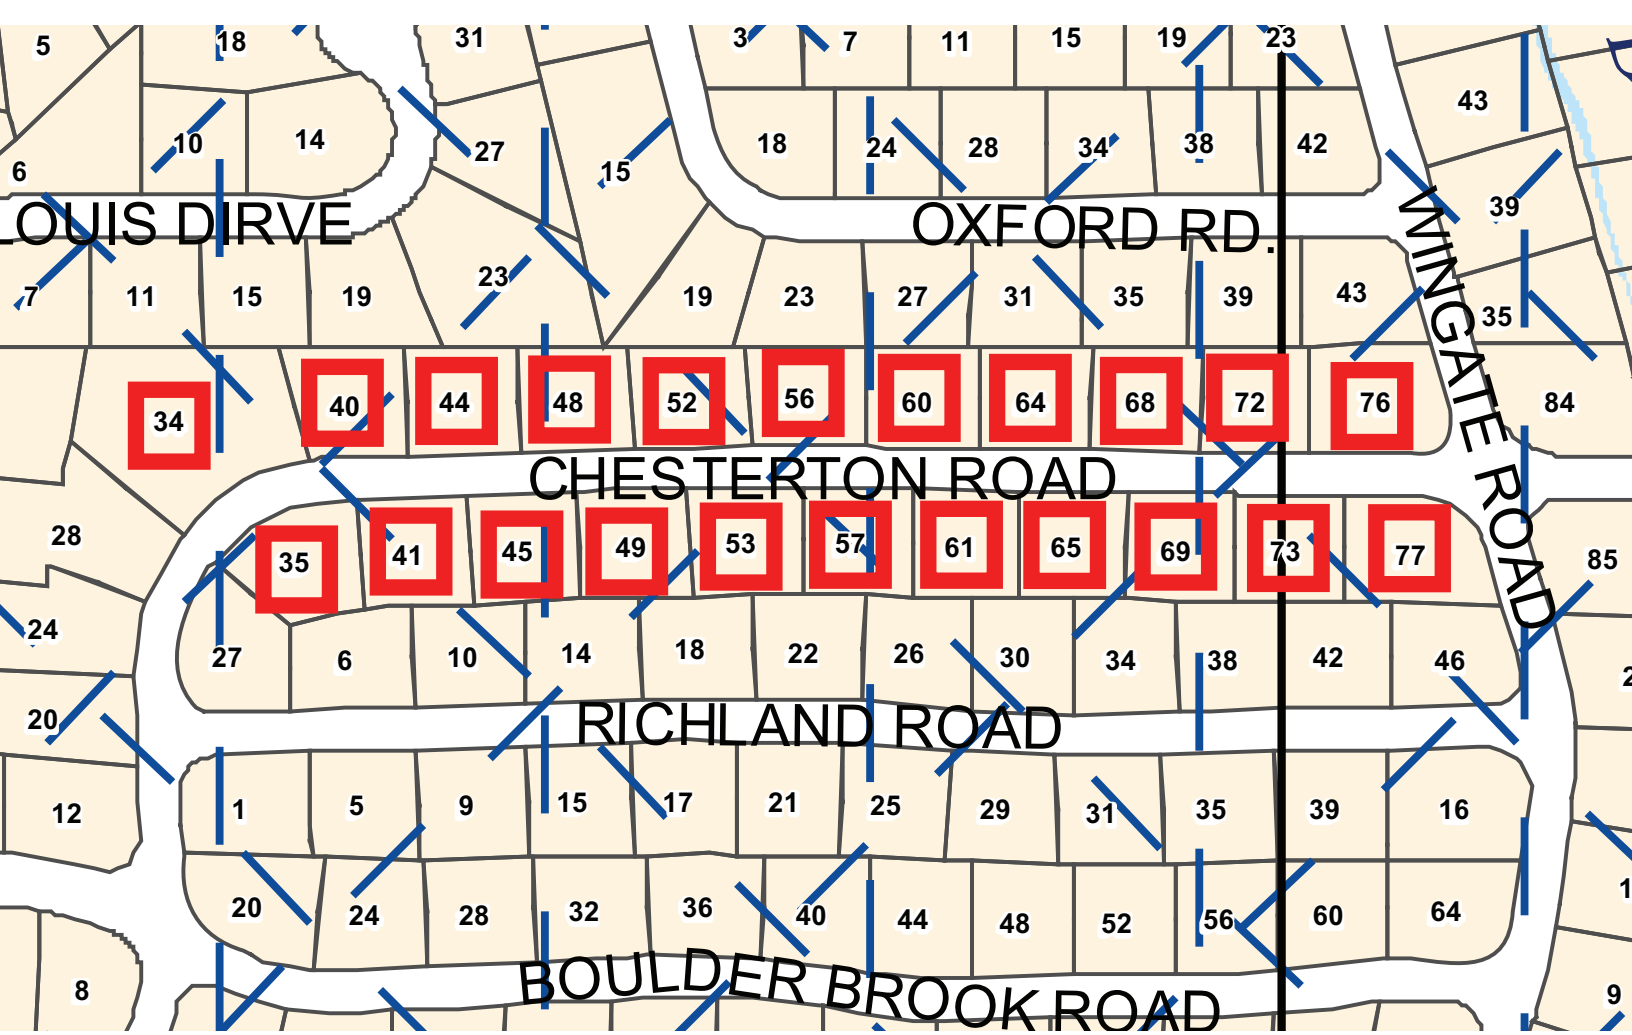 5 18 31 3 7 11 15 19 23
43
6 10 14 27 15 18 24 28 34 38 42
39
LOUIS DIRVE
OXFORD RD.
WINGATE ROAD
7 11 15 19 23 19 23 27 31 35 39 43 35
34 40 44 48 52 56 60 64 68 72 76 84
CHESTERTON ROAD
28 35 41 45 49 53 57 61 65 69 73 77 85
24 27 6 10 14 18 22 26 30 34 38 42 46
20
RICHLAND ROAD
12 1 5 9 15 17 21 25 29 31 35 39 16
20 24 28 32 36 40 44 48 52 56 60 64
8 9
BOULDER BROOK ROAD